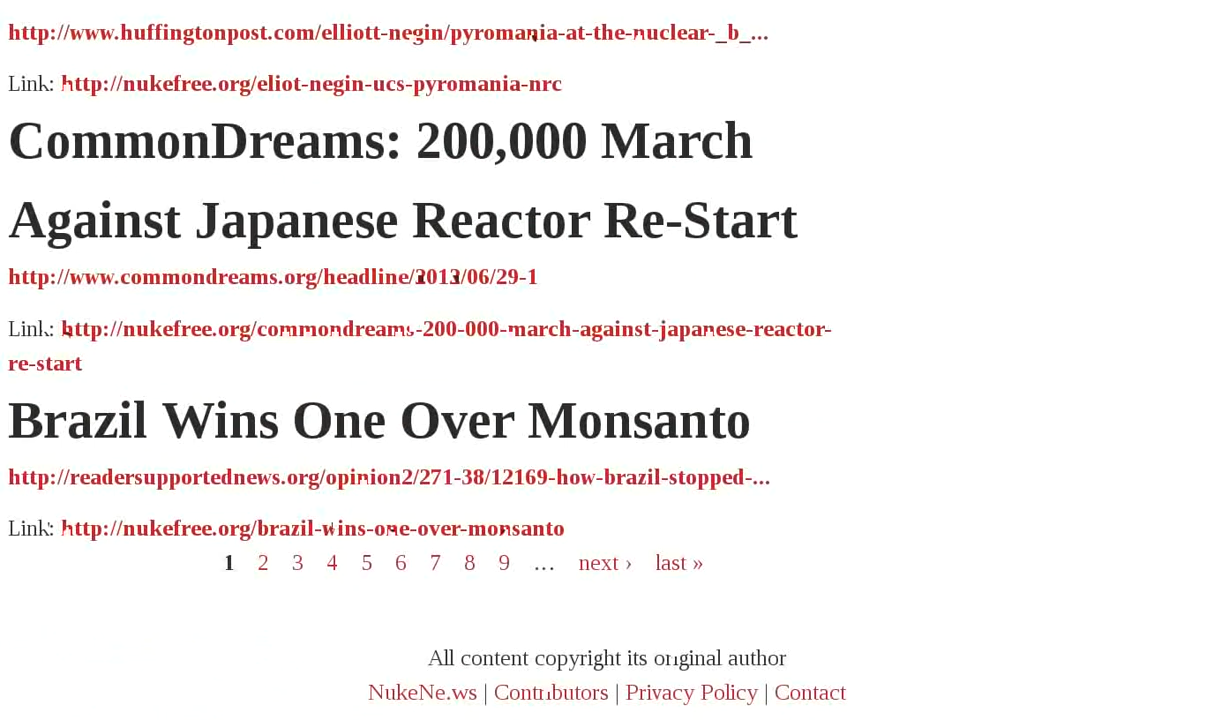 http://www.huffingtonpost.com/elliott-negin/pyromania-at-the-nuclear-_b_...
Link: http://nukefree.org/eliot-negin-ucs-pyromania-nrc
CommonDreams: 200,000 March
Against Japanese Reactor Re-Start
http://www.commondreams.org/headline/2013/06/29-1
Link: http://nukefree.org/commondreams-200-000-march-against-japanese-reactor-
re-start
Brazil Wins One Over Monsanto
http://readersupportednews.org/opinion2/271-38/12169-how-brazil-stopped-...
Link: http://nukefree.org/brazil-wins-one-over-monsanto
1 2 3 4 5 6 7 8 9 … next › last »
All content copyright its original author
NukeNe.ws | Contributors | Privacy Policy | Contact